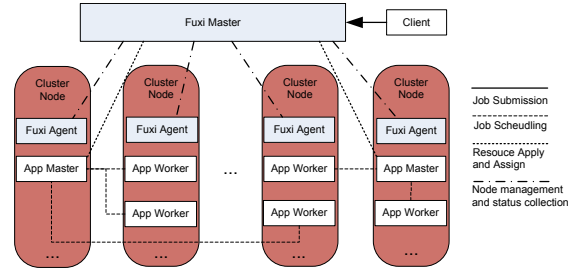 Fuxi Master
Client
Cluster
Node
Cluster
Node
Cluster
Node
Cluster
Node
Fuxi Agent
Fuxi Agent
Fuxi Agent
Fuxi Agent
App Master
App Worker
...
App Worker
App Master
App Worker
App Worker
App Worker
...
...
...
...
Job Submission
Job Scheudling
Resouce Apply
and Assign
Node management
and status collection